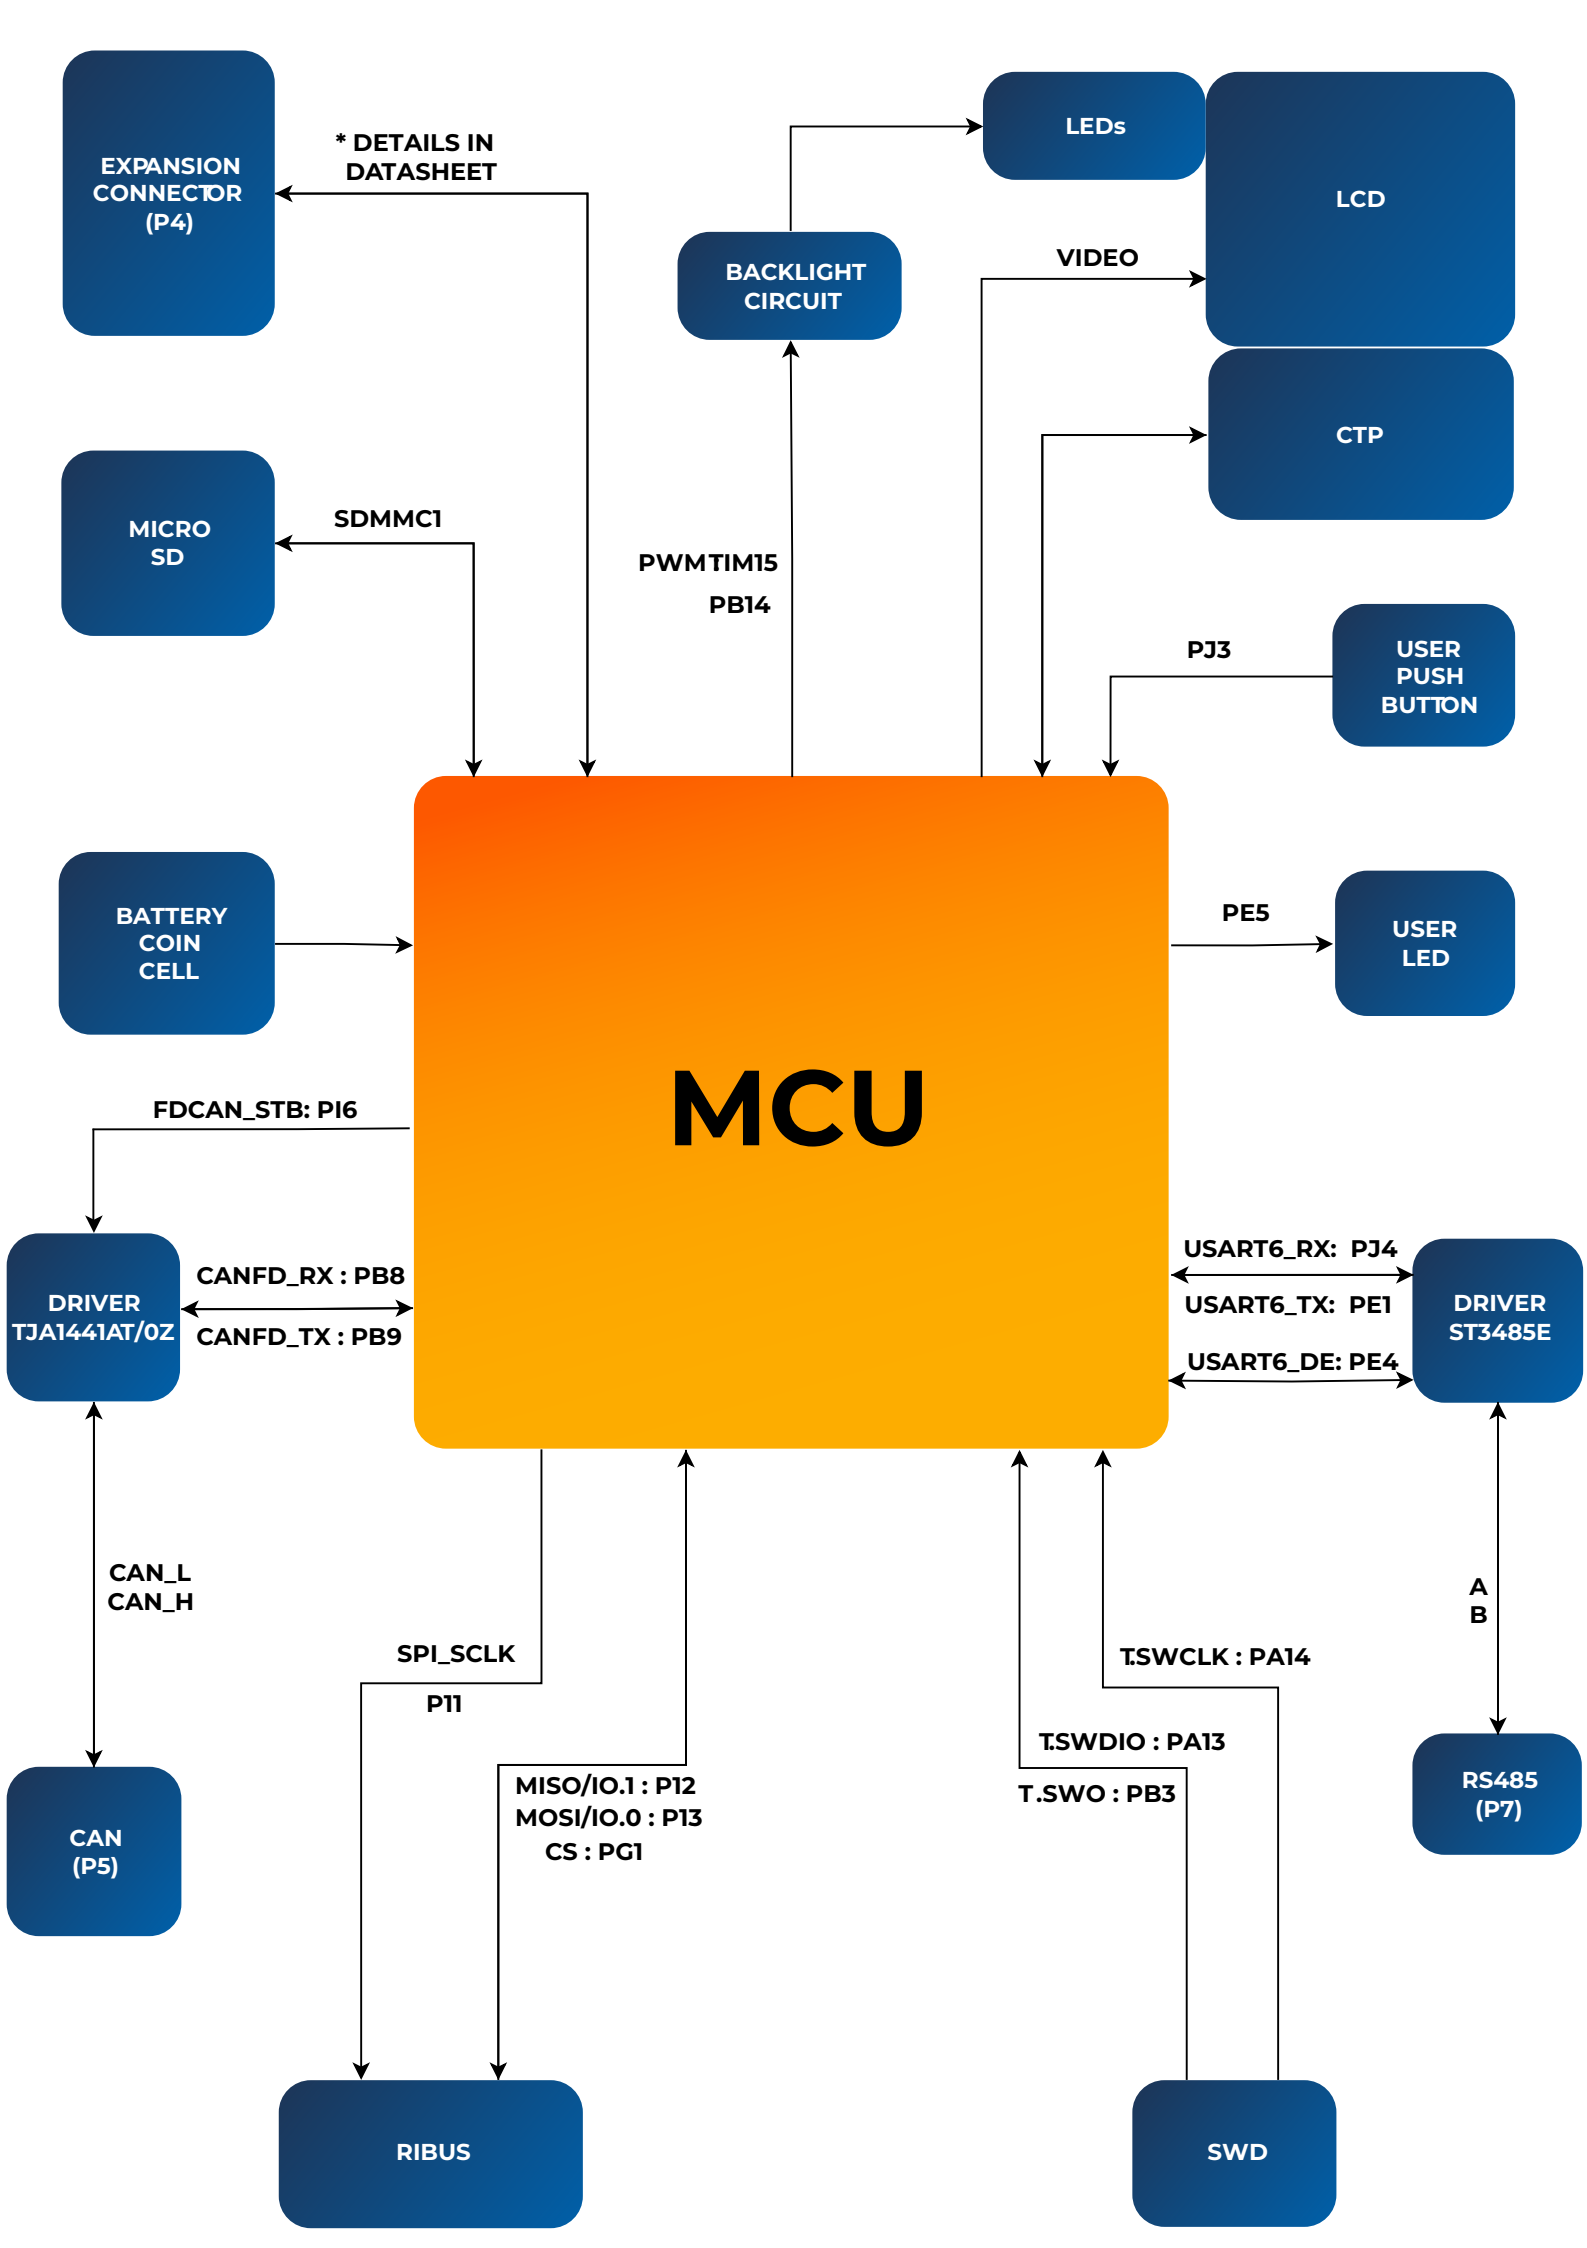 EXPANSION
CONNECTOR
(P4)
* DETAILS IN
DATASHEET
LEDs
LCD
BACKLIGHT
CIRCUIT
VIDEO
CTP
MICRO
SD
SDMMC1
PWM TIM15
PB14
PJ3
USER
PUSH
BUTTON
BATTERY
COIN
CELL
PE5
USER
LED
MCU
FDCAN_STB: PI6
DRIVER
TJA1441AT/0Z
CANFD_RX : PB8
CANFD_TX : PB9
USART6_RX: PJ4
USART6_TX: PE1
USART6_DE: PE4
DRIVER
ST3485E
CAN_L
CAN_H
A
B
SPI_SCLK
P11
T.SWCLK : PA14
T.SWDIO : PA13
T.SWO : PB3
MISO/IO.1 : P12
MOSI/IO.0 : P13
CS : PG1
RS485
(P7)
CAN
(P5)
RIBUS
SWD